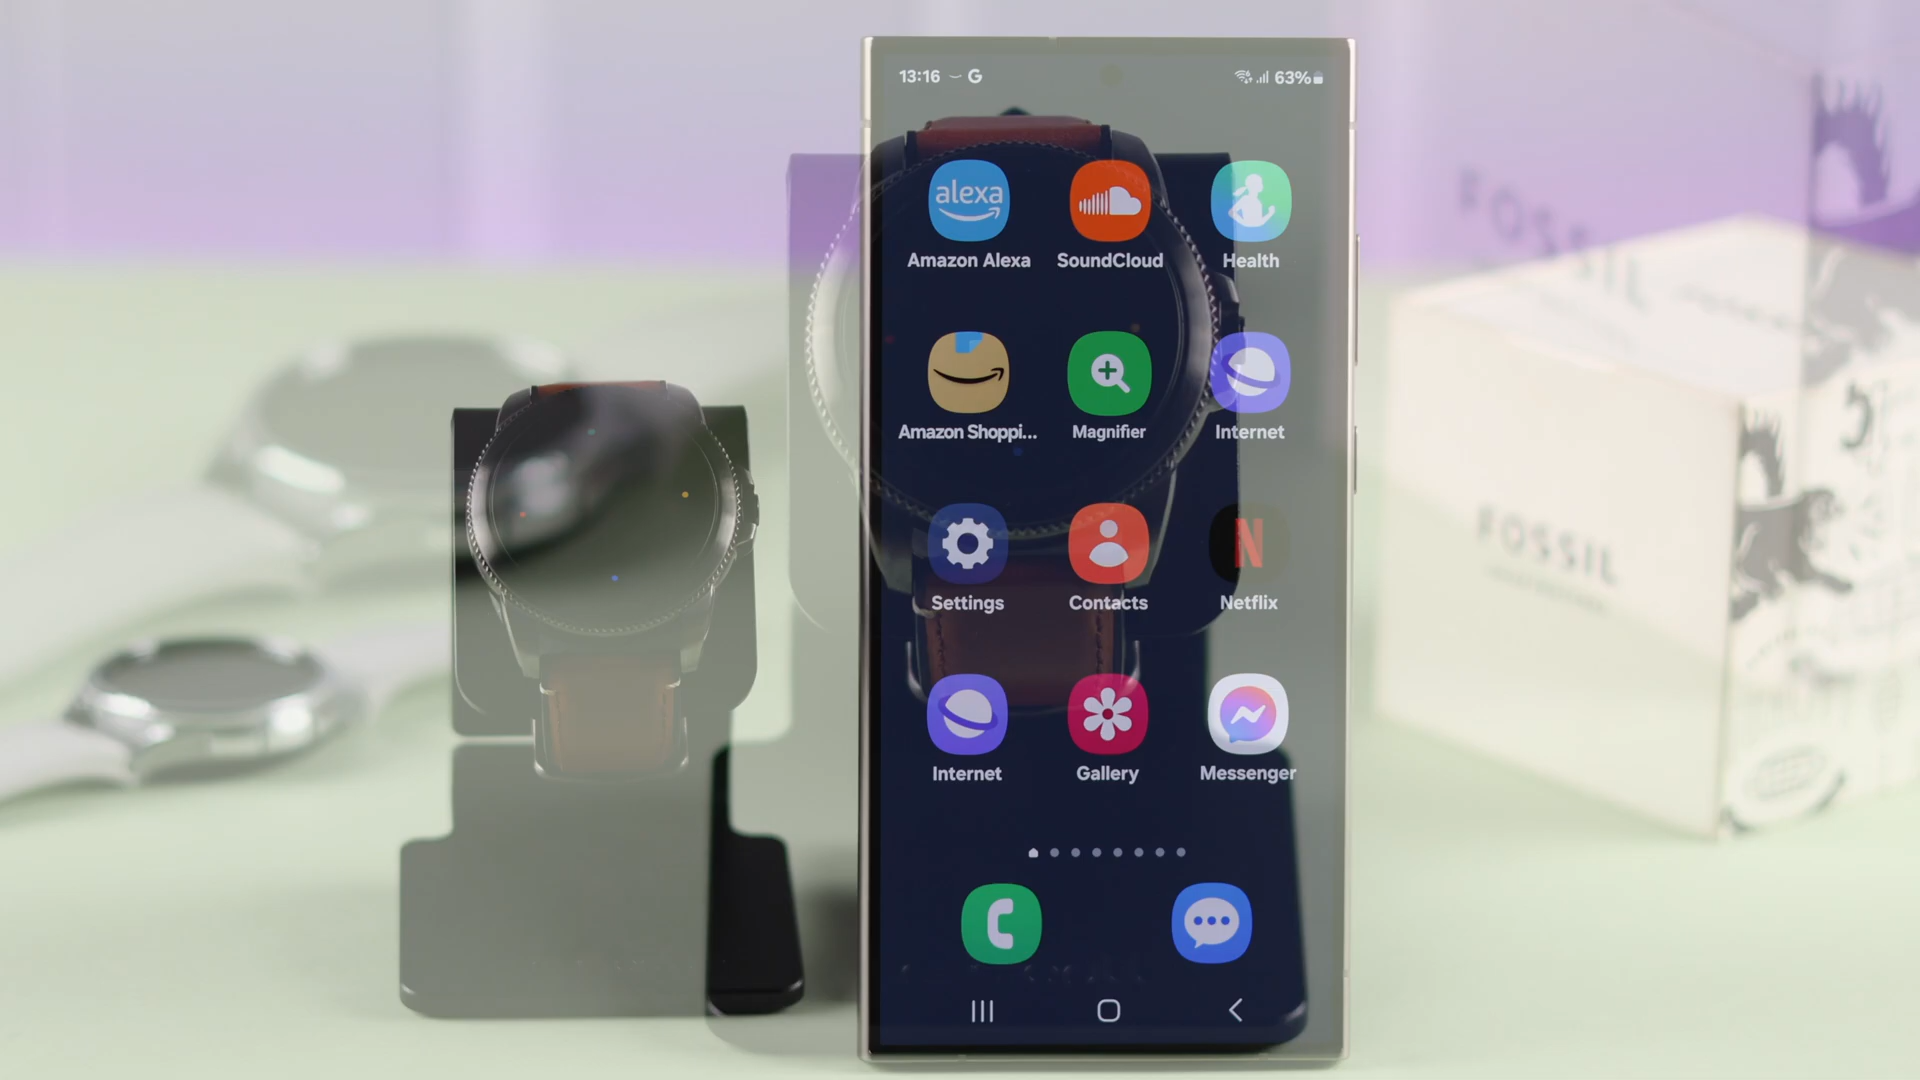 13:16 G 63%
alexa
Amazon Alexa SoundCloud Health
Amazon Shoppi... Magnifier Internet
N
Settings Contacts Netflix
Internet Gallery Messenger
FOSSIL
FOSSIL